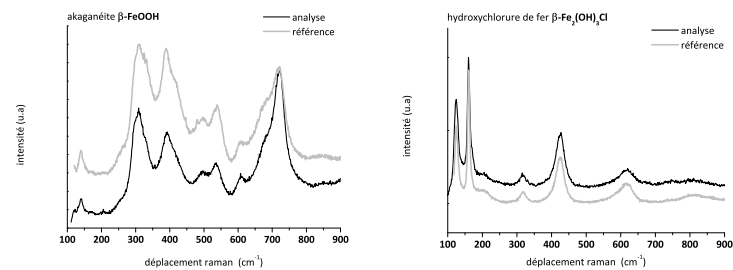 akaganéite β-FeOOH
analyse
référence
intensité (u.a)
100 200 300 400 500 600 700 800 900
déplacement raman (cm⁻¹)
hydroxychlorure de fer β-Fe₂(OH)₃Cl
analyse
référence
intensité (u.a)
100 200 300 400 500 600 700 800 900
déplacement raman (cm⁻¹)